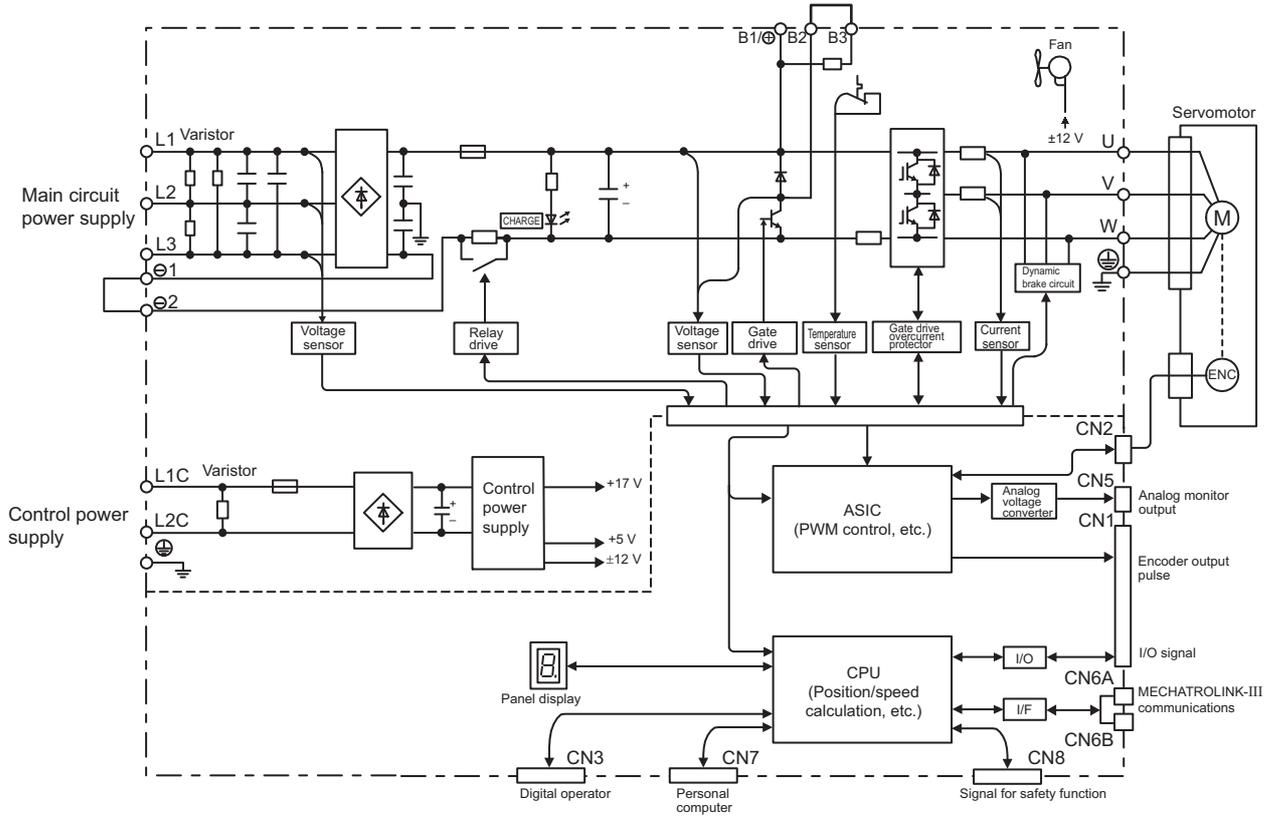 B1/⊕ B2 B3
Fan
±12 V
Servomotor
L1 Varistor
U
Main circuit
power supply
L2
V
CHARGE
+
–
W
M
L3
⊖1
Dynamic
brake circuit
⊖2
Voltage
sensor
Relay
drive
Voltage
sensor
Gate
drive
Temperature
sensor
Gate drive
overcurrent
protector
Current
sensor
ENC
CN2
L1C Varistor
+17 V
Control
power
supply
+
–
Control power
supply
L2C
+5 V
±12 V
ASIC
(PWM control, etc.)
Analog
voltage
converter
CN5
Analog monitor
output
CN1
Encoder output
pulse
I/O signal
8.
Panel display
CPU
(Position/speed
calculation, etc.)
I/O
I/F
CN6A
MECHATROLINK-III
communications
CN6B
CN3
CN7
CN8
Digital operator
Personal
computer
Signal for safety function